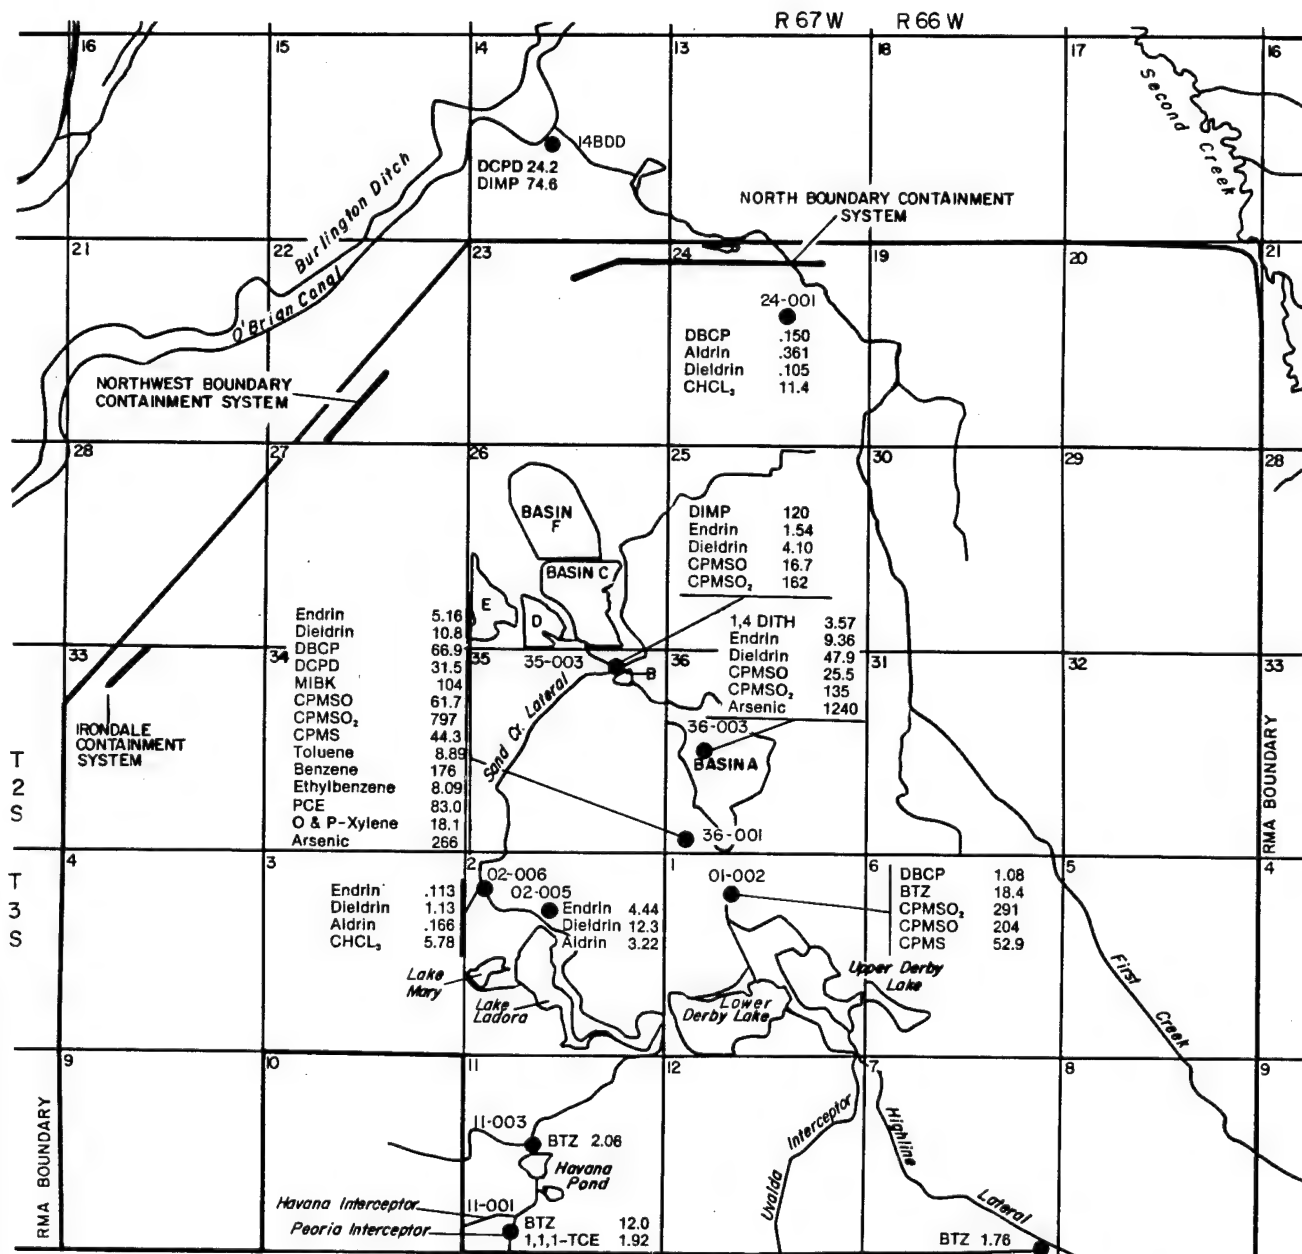 R 67 W R 66 W
16 15 14 13 18 17 16
Second Creek
14BDD
DCPD 24.2
DIMP 74.6
Burlington Ditch
O'Brian Canal
NORTH BOUNDARY CONTAINMENT
SYSTEM
21 22 23 24 19 20 21
24-001
DBCP .150
Aldrin .361
Dieldrin .105
CHCL₃ 11.4
NORTHWEST BOUNDARY
CONTAINMENT SYSTEM
28 27 26 25 30 29 28
BASIN
F
BASIN C
E
D
DIMP 120
Endrin 1.54
Dieldrin 4.10
CPMSO 16.7
CPMSO₂ 162
Endrin 5.16
Dieldrin 10.8
DBCP 66.9
DCPD 31.5
MIBK 104
CPMSO 61.7
CPMSO₂ 797
CPMS 44.3
Toluene 8.89
Benzene 176
Ethylbenzene 8.09
PCE 83.0
O & P-Xylene 18.1
Arsenic 266
1,4 DITH 3.57
Endrin 9.36
Dieldrin 47.9
CPMSO 25.5
CPMSO₂ 135
Arsenic 1240
33 34 35 36 31 32 33
35-003
B
Sand Cr. Lateral
IRONDALE
CONTAINMENT
SYSTEM
36-003
BASIN A
36-001
RMA BOUNDARY
T
2
S
T
3
S
4 3 2 1 6 5 4
02-006
02-005
01-002
Endrin .113
Dieldrin 1.13
Aldrin .166
CHCL₃ 5.78
Endrin 4.44
Dieldrin 12.3
Aldrin 3.22
DBCP 1.08
BTZ 18.4
CPMSO₂ 291
CPMSO 204
CPMS 52.9
Lake
Mary
Lake
Ladora
Lower
Derby Lake
Upper Derby
Lake
First Creek
9 10 11 12 7 8 9
RMA BOUNDARY
11-003
BTZ 2.06
Havana
Pond
Havana Interceptor
11-001
Peoria Interceptor
BTZ 12.0
1,1,1-TCE 1.92
Uvalda Interceptor
Highline Lateral
BTZ 1.76